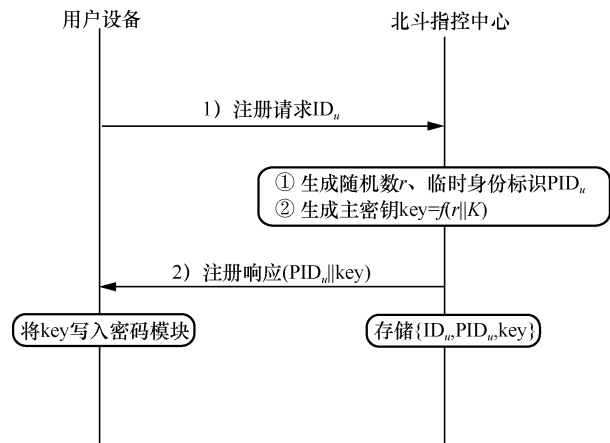 用户设备
北斗指控中心
1）注册请求IDu
① 生成随机数r、临时身份标识PIDu
② 生成主密钥key=f(r||K)
2）注册响应(PIDu||key)
将key写入密码模块
存储{IDu,PIDu,key}